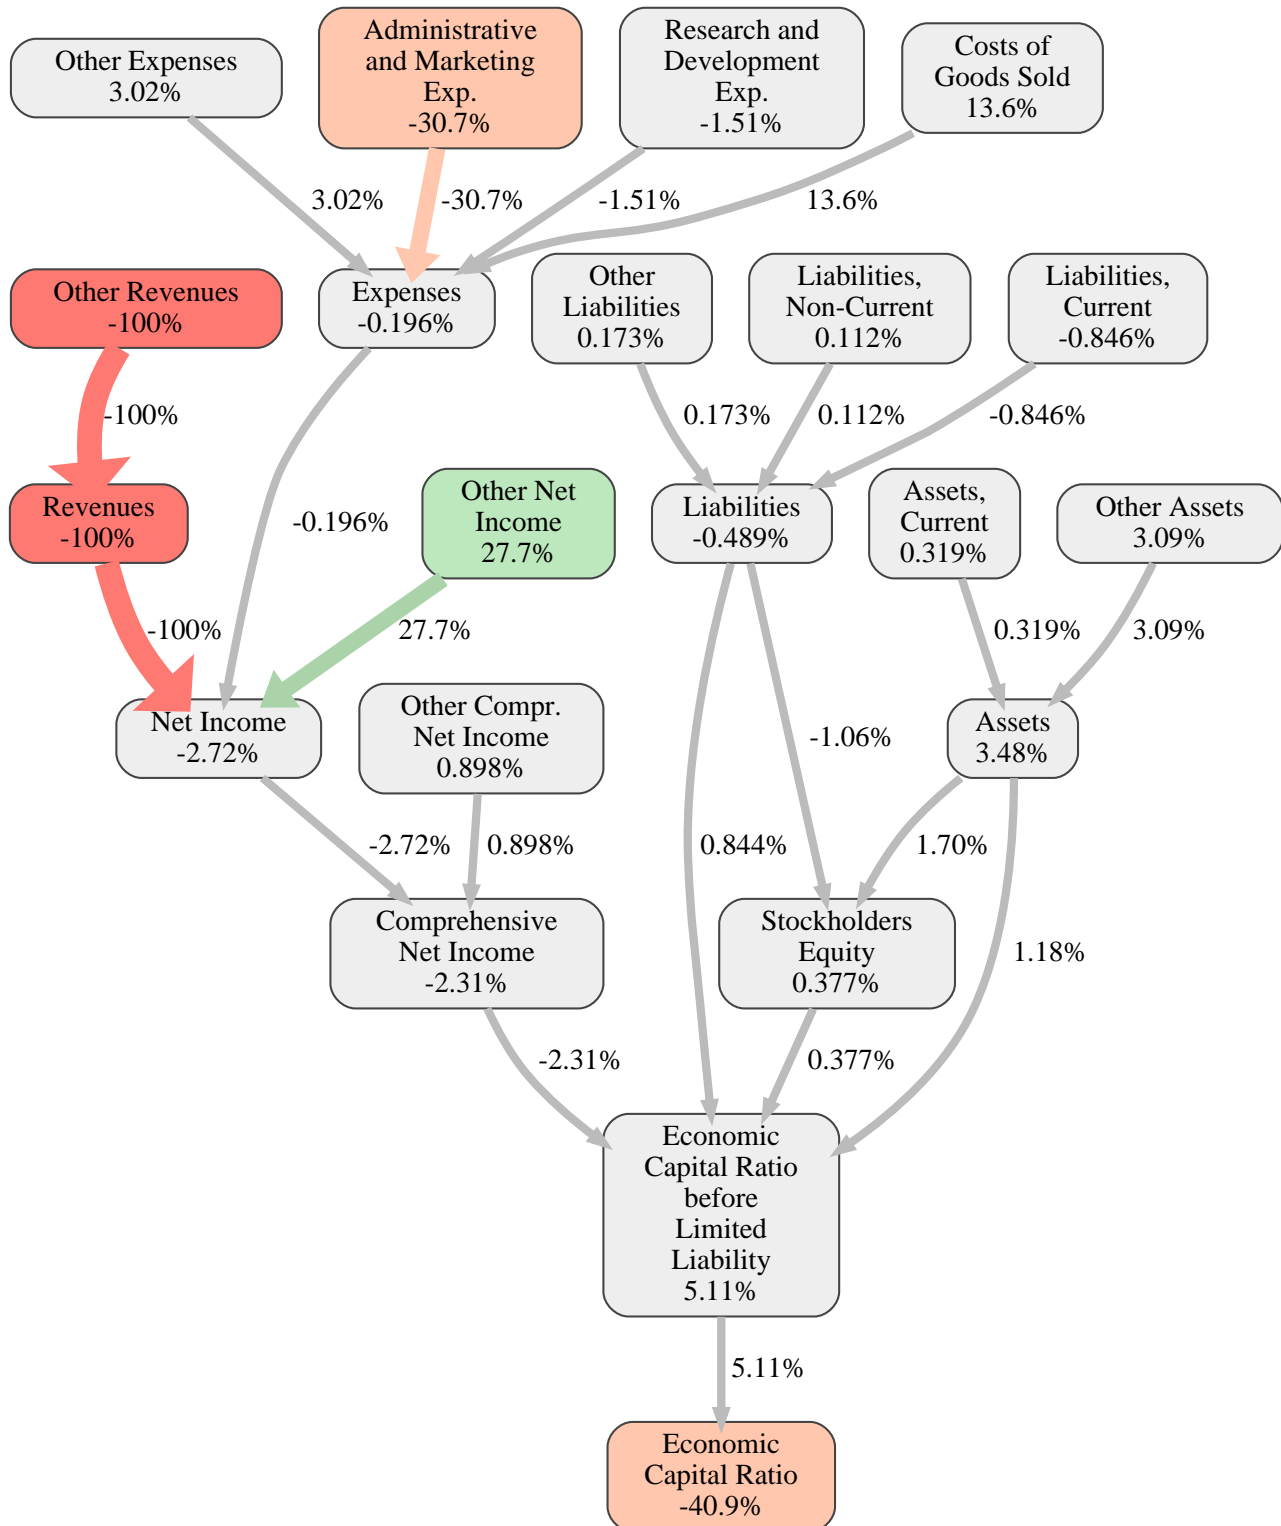 Other Expenses
3.02%
Administrative
and Marketing
Exp.
-30.7%
Research and
Development
Exp.
-1.51%
Costs of
Goods Sold
13.6%
3.02%
-30.7%
-1.51%
13.6%
Other Revenues
-100%
Expenses
-0.196%
Other
Liabilities
0.173%
Liabilities,
Non-Current
0.112%
Liabilities,
Current
-0.846%
-100%
0.173%
0.112%
-0.846%
Revenues
-100%
-0.196%
Other Net
Income
27.7%
Liabilities
-0.489%
Assets,
Current
0.319%
Other Assets
3.09%
-100%
27.7%
0.319%
3.09%
Net Income
-2.72%
Other Compr.
Net Income
0.898%
-1.06%
Assets
3.48%
-2.72%
0.898%
0.844%
1.70%
Comprehensive
Net Income
-2.31%
Stockholders
Equity
0.377%
1.18%
-2.31%
0.377%
Economic
Capital Ratio
before
Limited
Liability
5.11%
5.11%
Economic
Capital Ratio
-40.9%